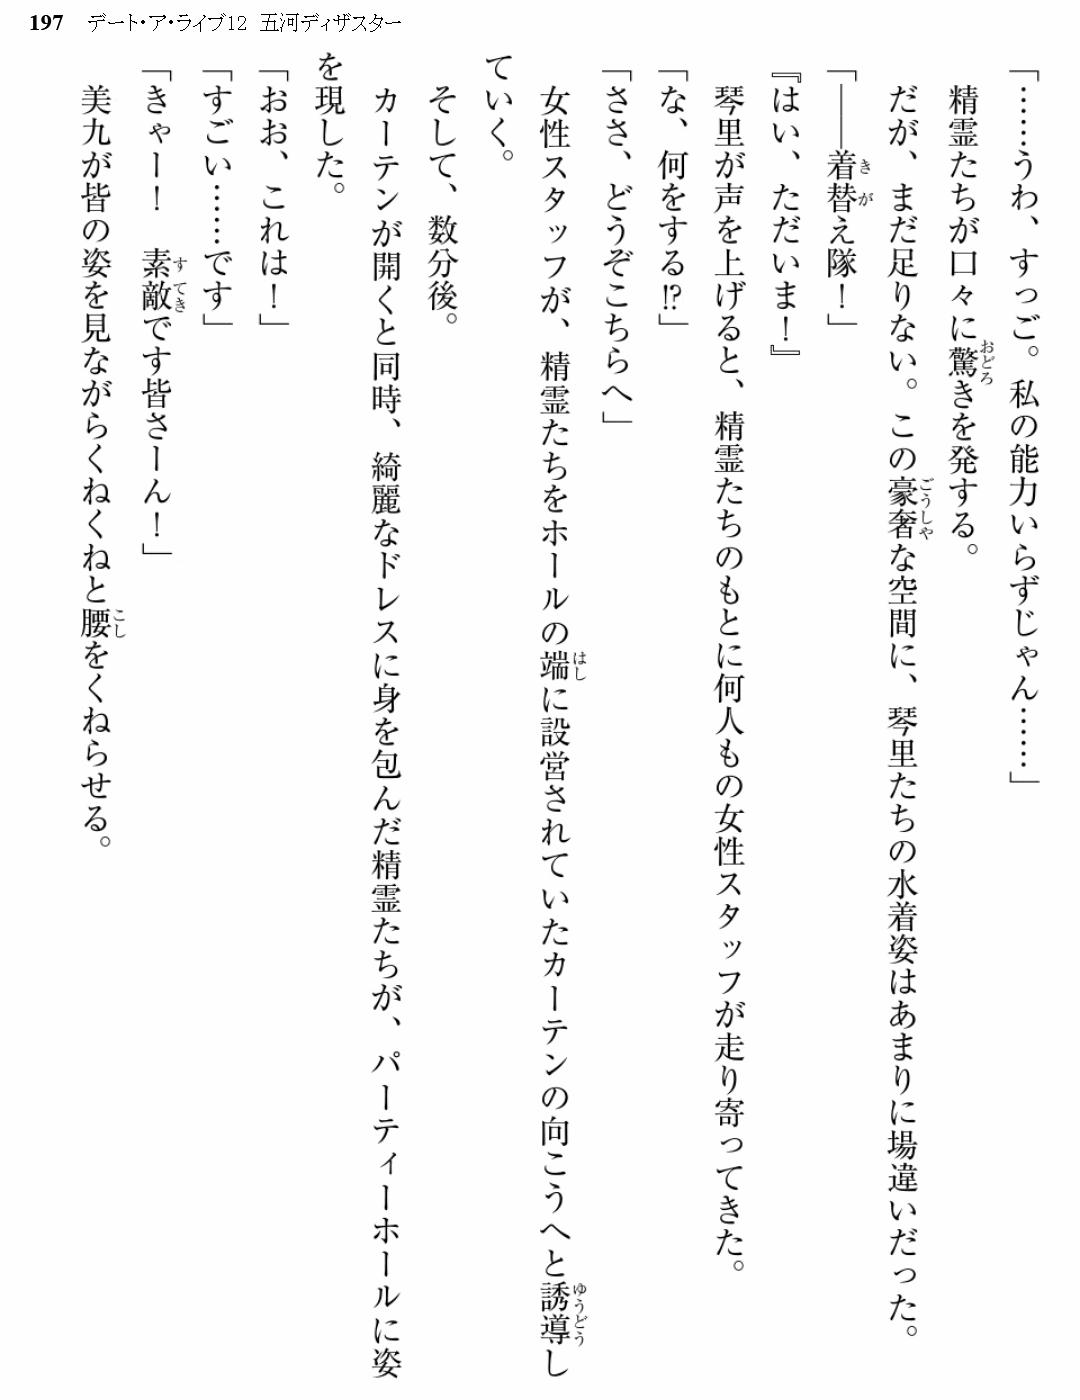 197 デート・ア・ライブ12 五河ディザスター
「……うわ、すっご。私の能力いらずじゃん……」
精霊たちが口々に驚きを発する。
だが、まだ足りない。この豪奢な空間に、琴里たちの水着姿はあまりに場違いだった。
「――着替え隊！」
『はい、ただいま！』
琴里が声を上げると、精霊たちのもとに何人もの女性スタッフが走り寄ってきた。
「な、何をする!?」
「ささ、どうぞこちらへ」
女性スタッフが、精霊たちをホールの端に設営されていたカーテンの向こうへと誘導し
ていく。
そして、数分後。
カーテンが開くと同時、綺麗なドレスに身を包んだ精霊たちが、パーティーホールに姿
を現した。
「おお、これは！」
「すごい……です」
「きゃー！　素敵です皆さーん！」
美九が皆の姿を見ながらくねくねと腰をくねらせる。